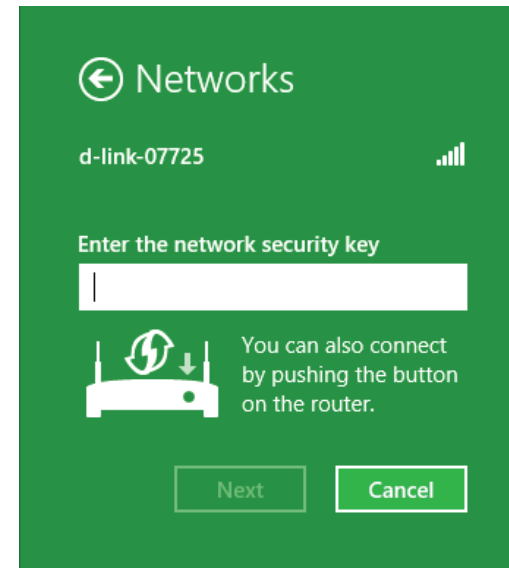 Networks
d-link-07725
Enter the network security key
You can also connect
by pushing the button
on the router.
Next
Cancel